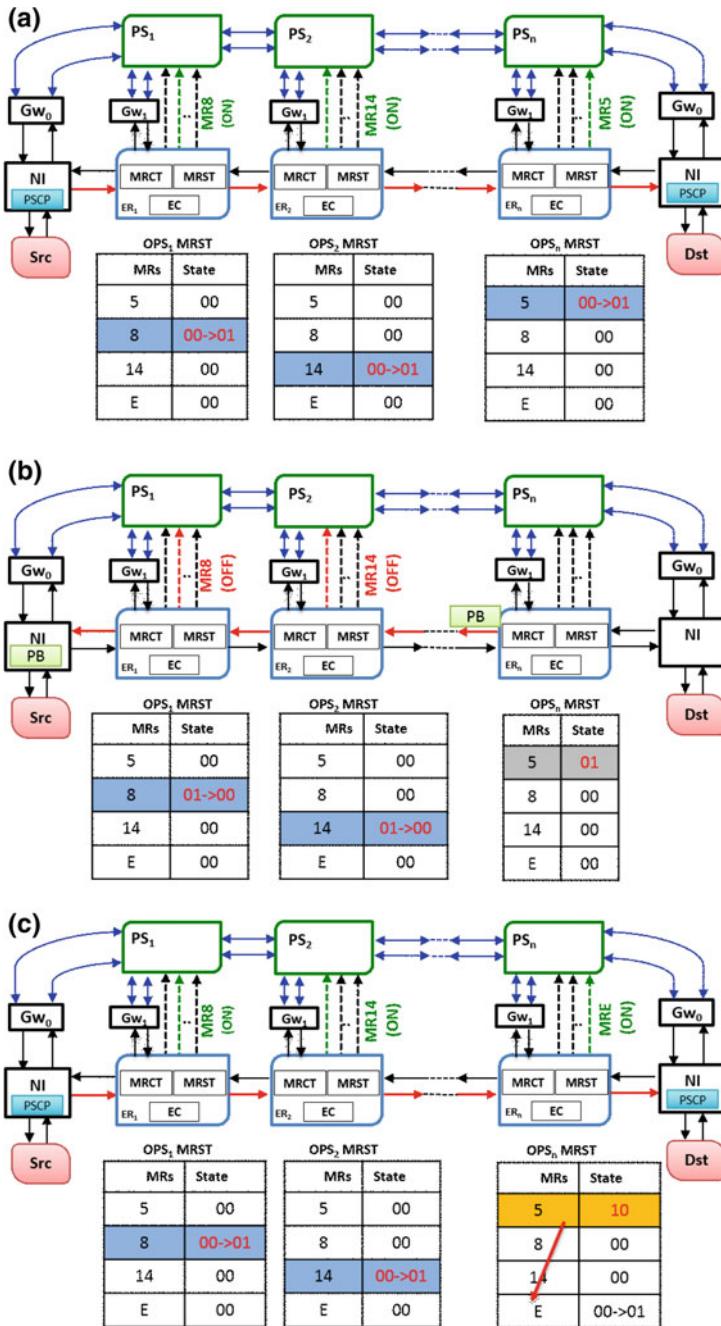 (a)
PS1 PS2 PSn
Gw0 Gw1 MR8 (ON) Gw1 MR14 (ON) Gw1 MR5 (ON) Gw0
NI MRCT MRST MRCT MRST MRCT MRST NI
PSCP ER1 EC ER2 EC ERn EC PSCP
Src Dst
OPS1 MRST OPS2 MRST OPSn MRST
MRs State MRs State MRs State
5 00 5 00 5 00->01
8 00->01 8 00 8 00
14 00 14 00->01 14 00
E 00 E 00 E 00
(b)
PS1 PS2 PSn
Gw0 Gw1 MR8 (OFF) Gw1 MR14 (OFF) Gw1 Gw0
PB
NI MRCT MRST MRCT MRST MRCT MRST NI
PB ER1 EC ER2 EC ERn EC
Src Dst
OPS1 MRST OPS2 MRST OPSn MRST
MRs State MRs State MRs State
5 00 5 00 5 01
8 01->00 8 00 8 00
14 00 14 01->00 14 00
E 00 E 00 E 00
(c)
PS1 PS2 PSn
Gw0 Gw1 MR8 (ON) Gw1 MR14 (ON) Gw1 MRE (ON) Gw0
NI MRCT MRST MRCT MRST MRCT MRST NI
PSCP ER1 EC ER2 EC ERn EC PSCP
Src Dst
OPS1 MRST OPS2 MRST OPSn MRST
MRs State MRs State MRs State
5 00 5 00 5 10
8 00->01 8 00 8 00
14 00 14 00->01 14 00
E 00 E 00 E 00->01